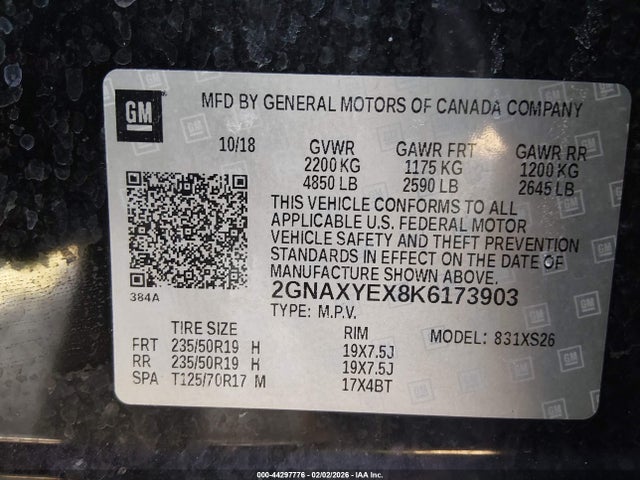 GM
MFD BY GENERAL MOTORS OF CANADA COMPANY
10/18 GVWR GAWR FRT GAWR RR
2200 KG 1175 KG 1200 KG
4850 LB 2590 LB 2645 LB
THIS VEHICLE CONFORMS TO ALL
APPLICABLE U.S. FEDERAL MOTOR
VEHICLE SAFETY AND THEFT PREVENTION
STANDARDS IN EFFECT ON THE DATE OF
MANUFACTURE SHOWN ABOVE.
384A
2GNAXYEX8K6173903
TYPE: M.P.V.
TIRE SIZE RIM MODEL: 831XS26
FRT 235/50R19 H 19X7.5J
RR 235/50R19 H 19X7.5J
SPA T125/70R17 M 17X4BT
000-44297776 - 02/02/2026 - IAA Inc.